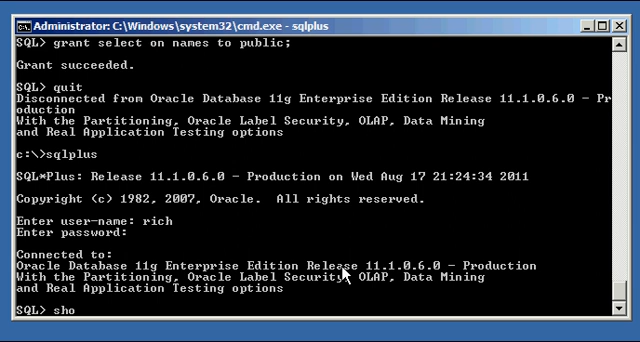 Administrator: C:\Windows\system32\cmd.exe - sqlplus
SQL> grant select on names to public;
Grant succeeded.
SQL> quit
Disconnected from Oracle Database 11g Enterprise Edition Release 11.1.0.6.0 - Pr
oduction
With the Partitioning, Oracle Label Security, OLAP, Data Mining
and Real Application Testing options
c:\>sqlplus
SQL*Plus: Release 11.1.0.6.0 - Production on Wed Aug 17 21:24:34 2011
Copyright (c) 1982, 2007, Oracle.  All rights reserved.
Enter user-name: rich
Enter password:
Connected to:
Oracle Database 11g Enterprise Edition Release 11.1.0.6.0 - Production
With the Partitioning, Oracle Label Security, OLAP, Data Mining
and Real Application Testing options
SQL> sho